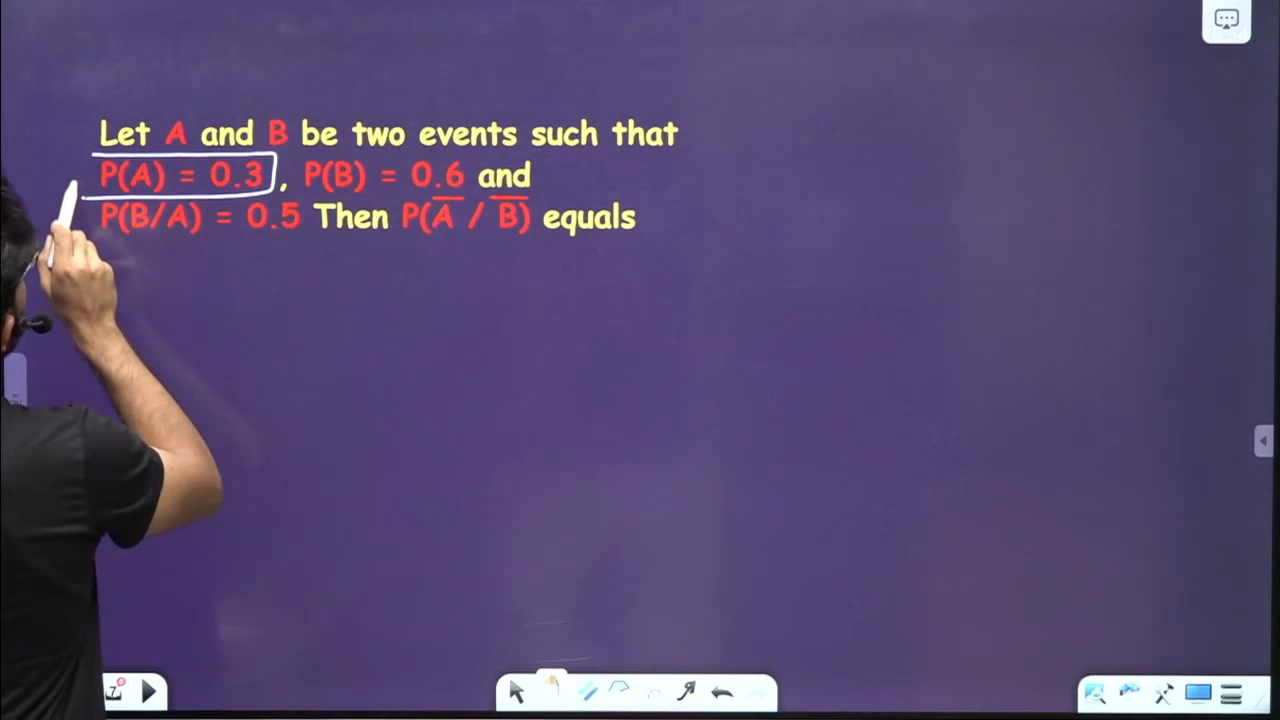 Let A and B be two events such that
P(A) = 0.3, P(B) = 0.6 and
P(B/A) = 0.5 Then P(A̅ / B̅) equals